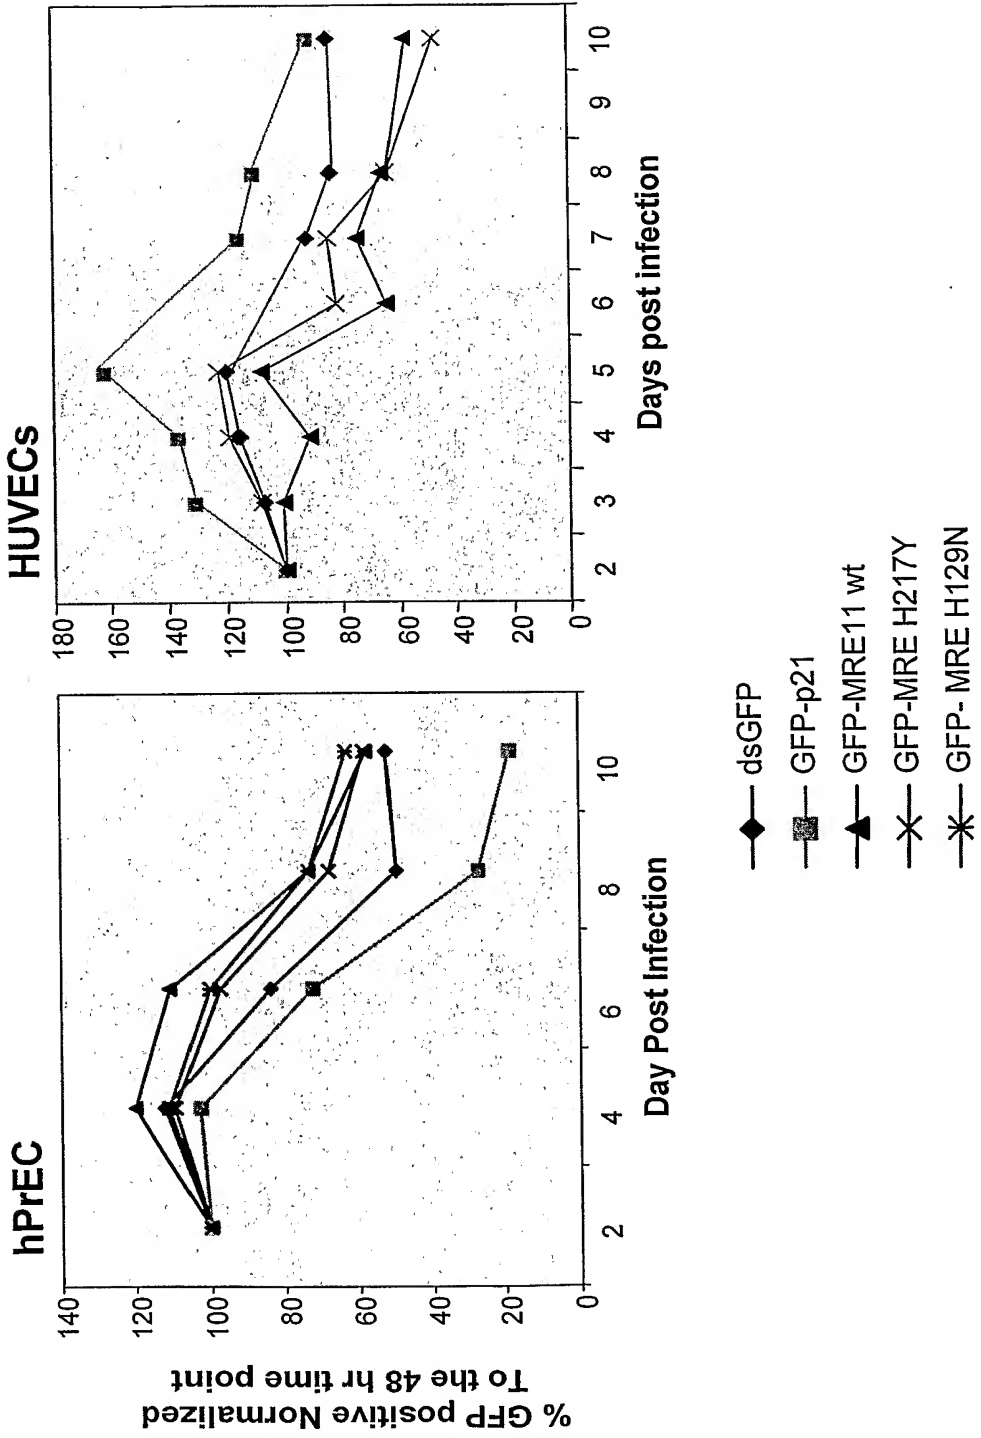 hPrEC
% GFP positive Normalized
To the 48 hr time point
140
120
100
80
60
40
20
0
2
4
6
8
10
Day Post Infection
HUVECs
180
160
140
120
100
80
60
40
20
0
2
3
4
5
6
7
8
9
10
Days post infection
dsGFP
GFP-p21
GFP-MRE11 wt
GFP-MRE H217Y
GFP- MRE H129N